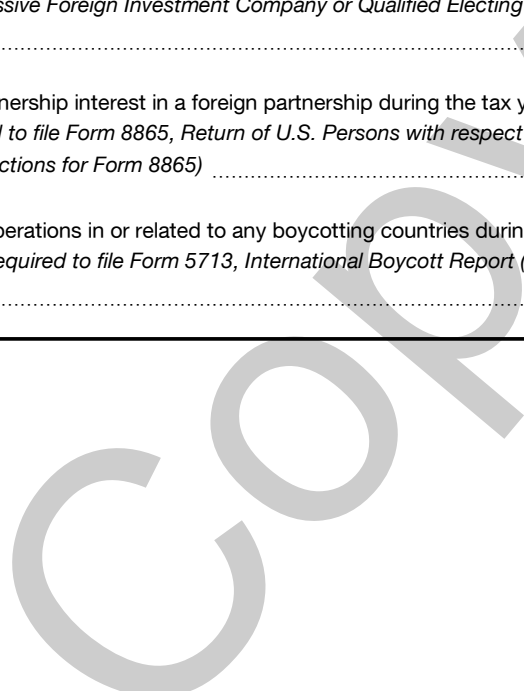 ssive Foreign Investment Company or Qualified Electing
nership interest in a foreign partnership during the tax y
d to file Form 8865, Return of U.S. Persons with respect
ctions for Form 8865)
perations in or related to any boycotting countries durin
equired to file Form 5713, International Boycott Report (
Cop